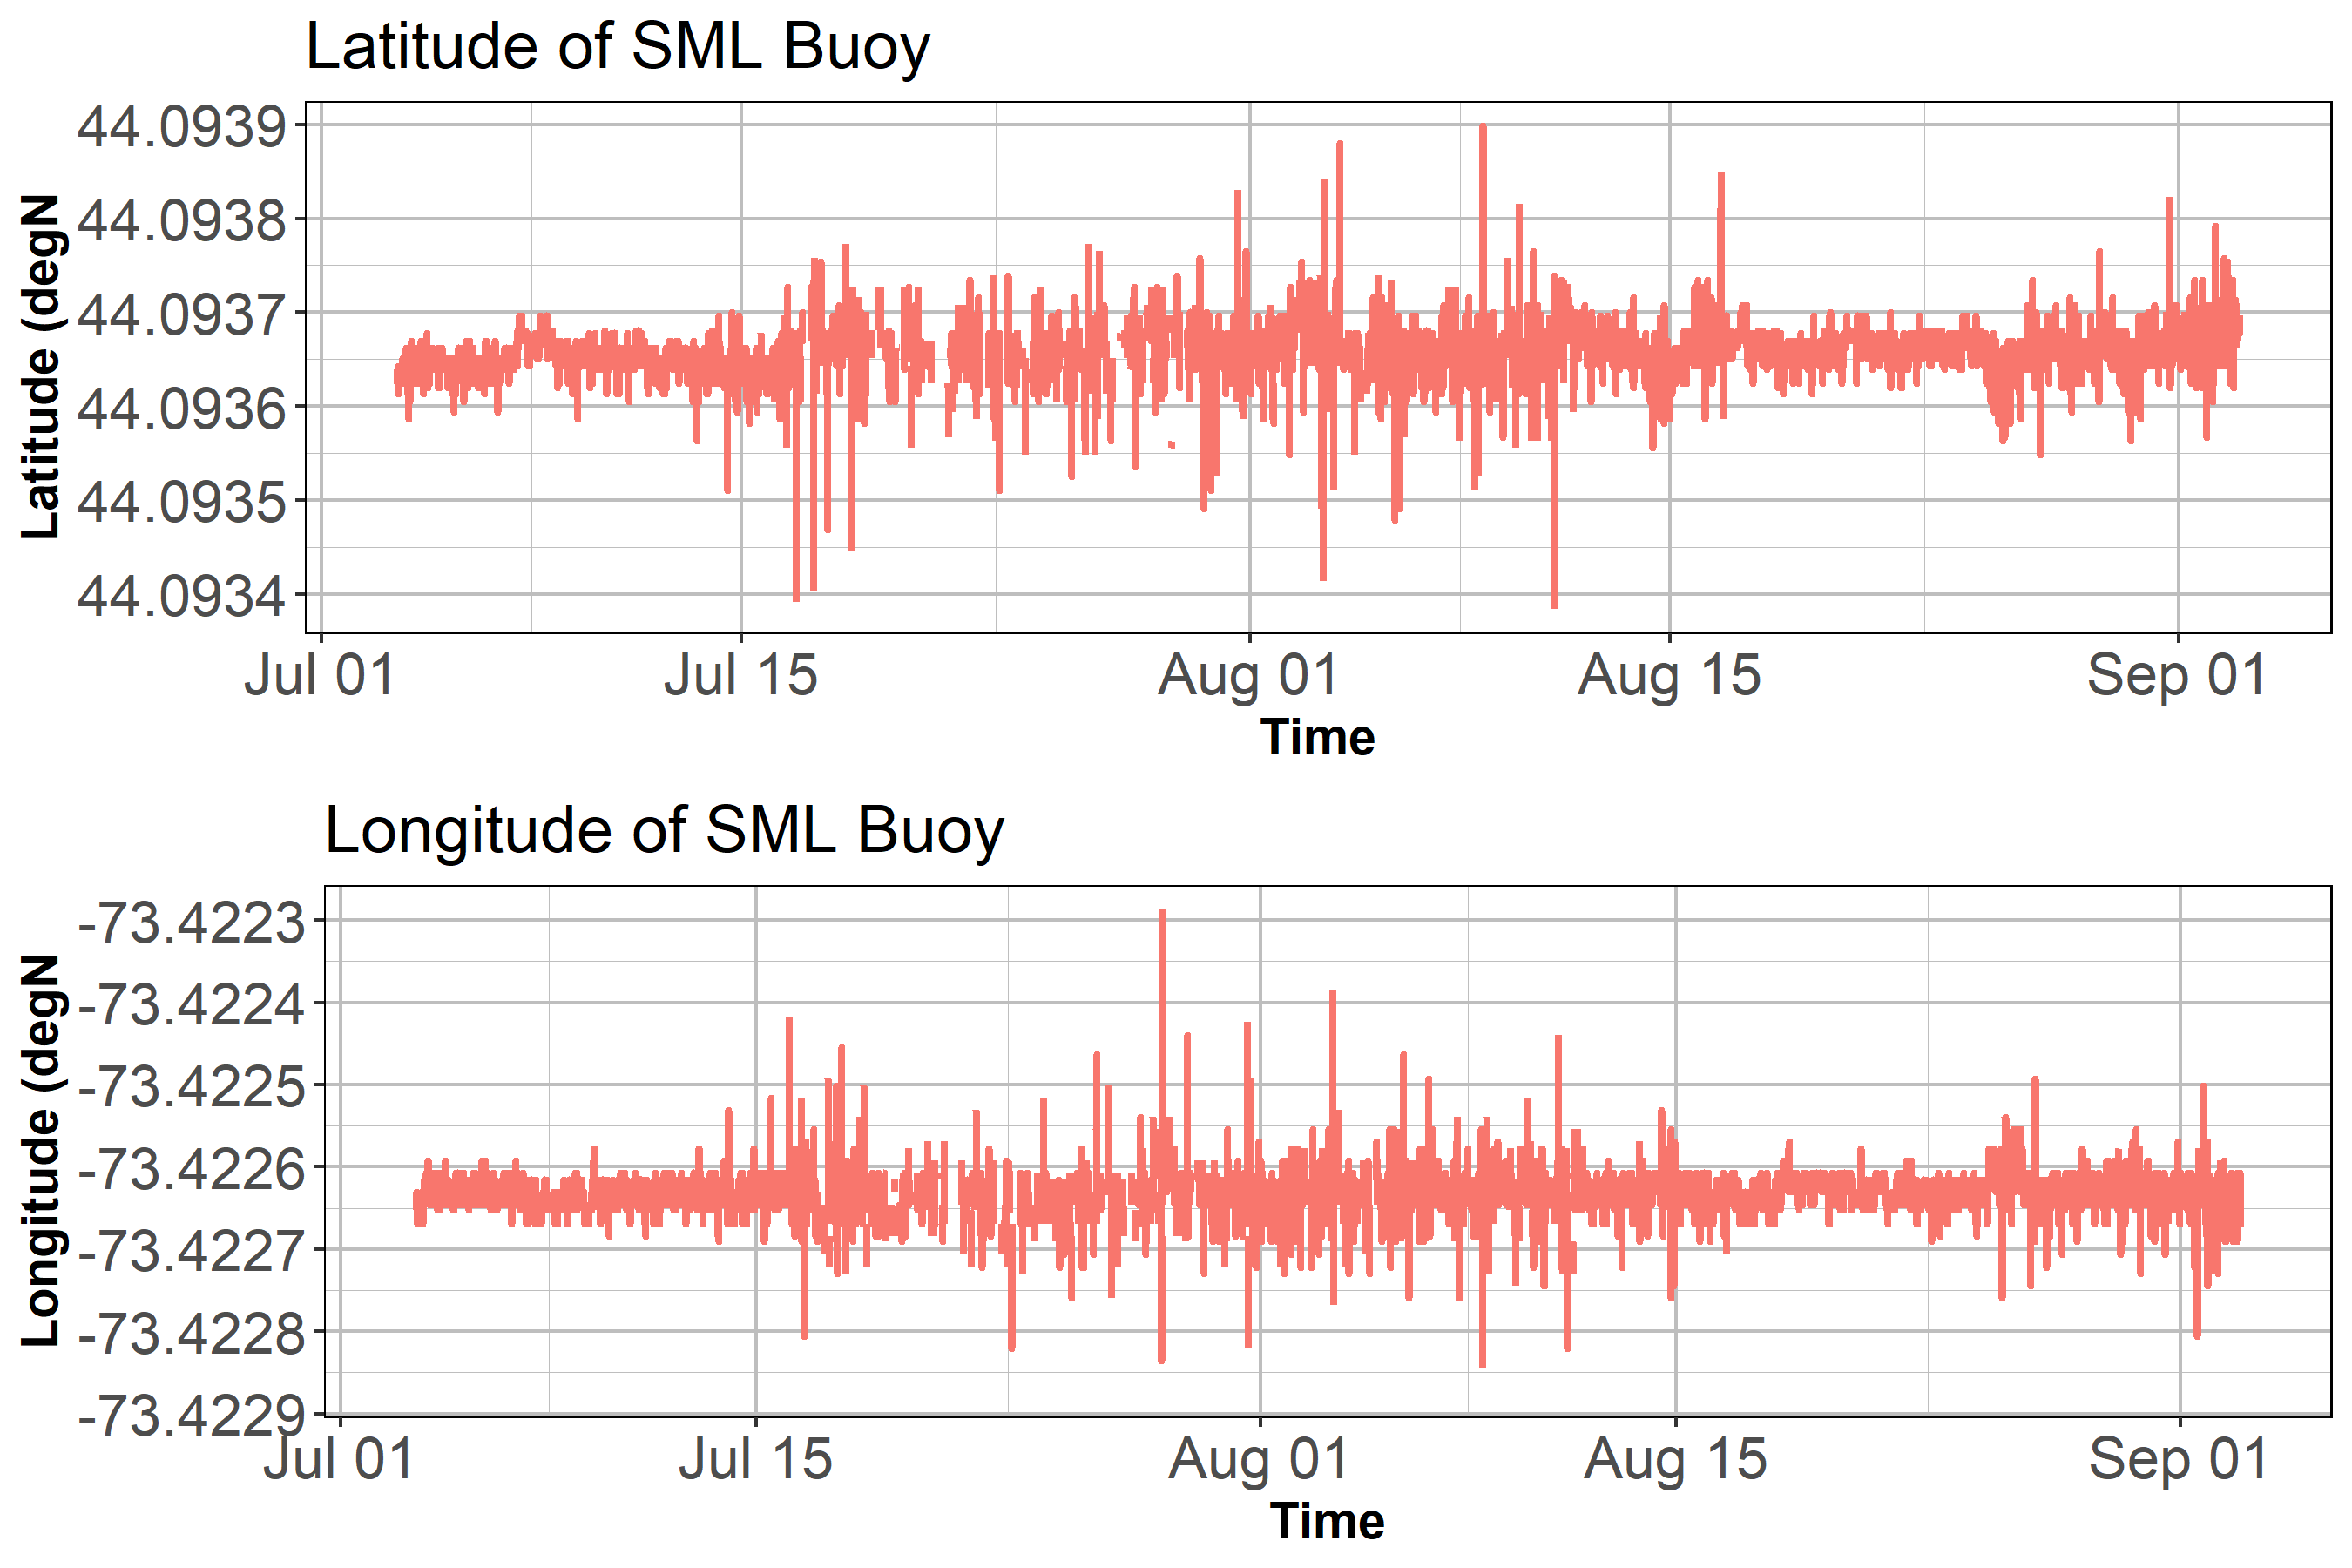 Latitude of SML Buoy
Latitude (degN
44.0939
44.0938
44.0937
44.0936
44.0935
44.0934
Jul 01 Jul 15 Aug 01 Aug 15 Sep 01
Time
Longitude of SML Buoy
Longitude (degN
-73.4223
-73.4224
-73.4225
-73.4226
-73.4227
-73.4228
-73.4229
Jul 01 Jul 15 Aug 01 Aug 15 Sep 01
Time